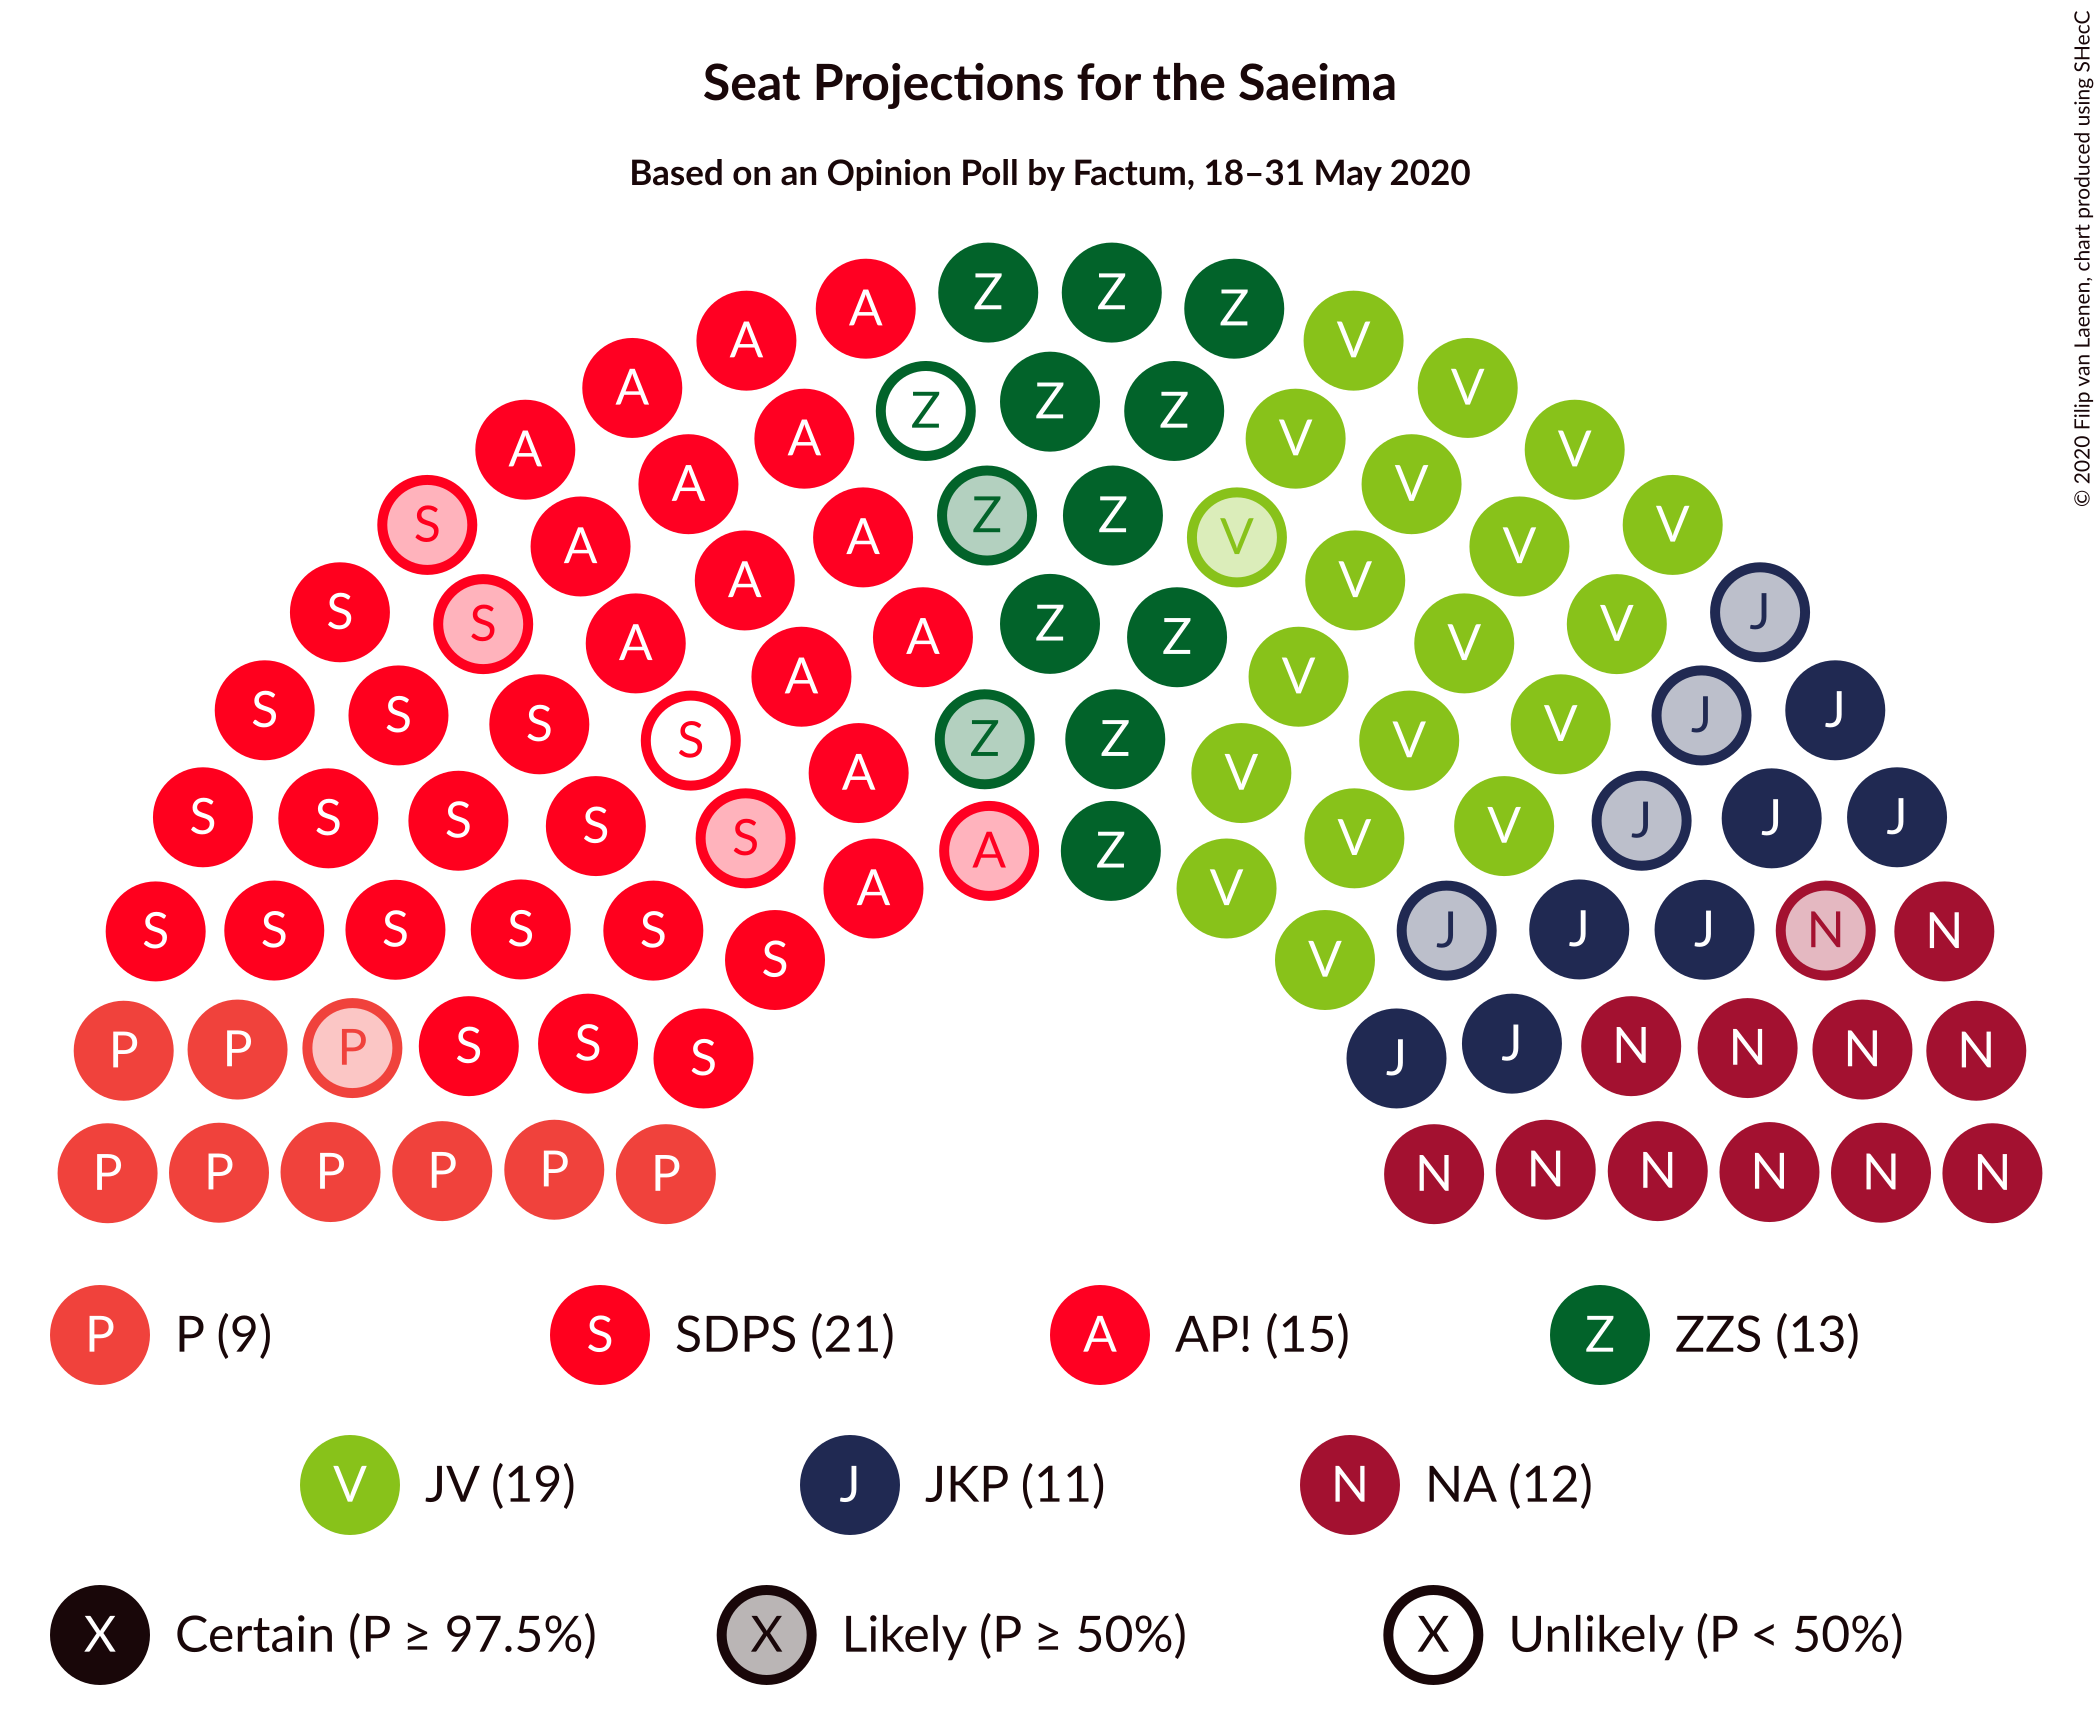 Seat Projections for the Saeima
Based on an Opinion Poll by Factum, 18–31 May 2020
© 2020 Filip van Laenen, chart produced using SHecC
A Z Z Z
A V
A V
Z Z Z
A V
A V
A V
S Z Z V
A A V V
A V
S S Z V J
A A Z V
A V
S S S V J J
S Z Z V
A V
S S S S V J J J
S A Z V
A V
S S S S S J J J N N
S V
P P P S S S J J N N N N
P P P P P P N N N N N N
P P (9) S SDPS (21) A AP! (15) Z ZZS (13)
V JV (19) J JKP (11) N NA (12)
X Certain (P ≥ 97.5%) X Likely (P ≥ 50%) X Unlikely (P < 50%)